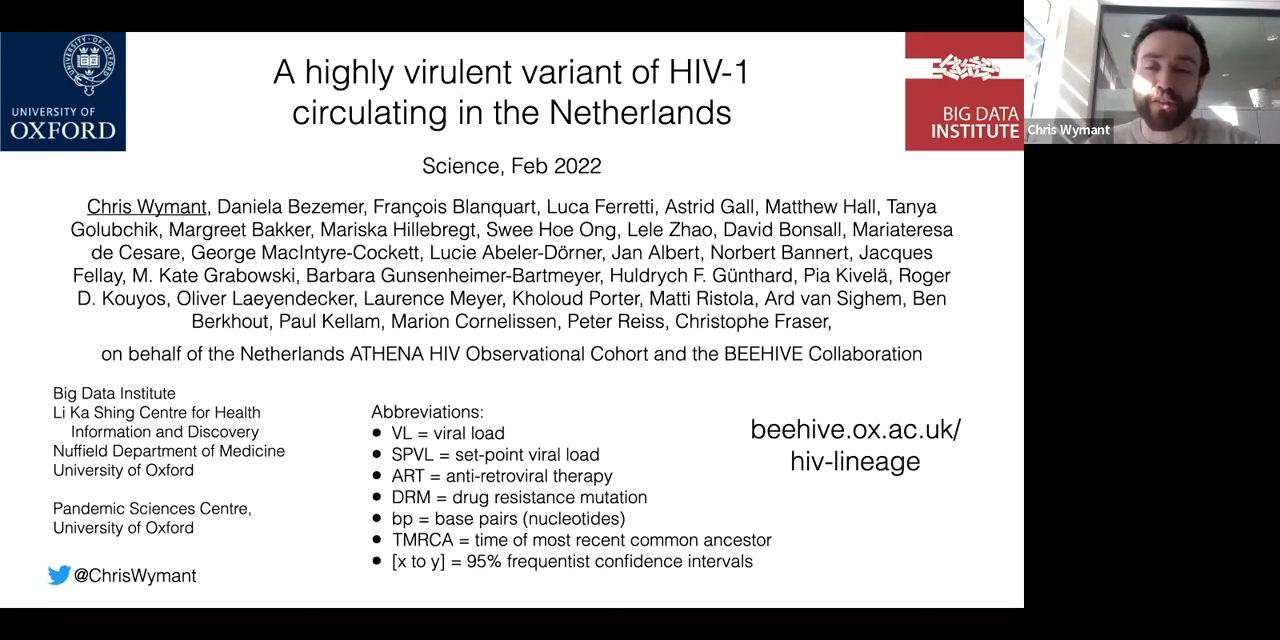 UNIVERSITY OF
OXFORD
A highly virulent variant of HIV-1
circulating in the Netherlands
BIG DATA
INSTITUTE
Chris Wymant
Science, Feb 2022
Chris Wymant, Daniela Bezemer, François Blanquart, Luca Ferretti, Astrid Gall, Matthew Hall, Tanya
Golubchik, Margreet Bakker, Mariska Hillebregt, Swee Hoe Ong, Lele Zhao, David Bonsall, Mariateresa
de Cesare, George MacIntyre-Cockett, Lucie Abeler-Dörner, Jan Albert, Norbert Bannert, Jacques
Fellay, M. Kate Grabowski, Barbara Gunsenheimer-Bartmeyer, Huldrych F. Günthard, Pia Kivelä, Roger
D. Kouyos, Oliver Laeyendecker, Laurence Meyer, Kholoud Porter, Matti Ristola, Ard van Sighem, Ben
Berkhout, Paul Kellam, Marion Cornelissen, Peter Reiss, Christophe Fraser,
on behalf of the Netherlands ATHENA HIV Observational Cohort and the BEEHIVE Collaboration
Big Data Institute
Li Ka Shing Centre for Health
Information and Discovery
Nuffield Department of Medicine
University of Oxford
Pandemic Sciences Centre,
University of Oxford
@ChrisWymant
Abbreviations:
• VL = viral load
• SPVL = set-point viral load
• ART = anti-retroviral therapy
• DRM = drug resistance mutation
• bp = base pairs (nucleotides)
• TMRCA = time of most recent common ancestor
• [x to y] = 95% frequentist confidence intervals
beehive.ox.ac.uk/
hiv-lineage